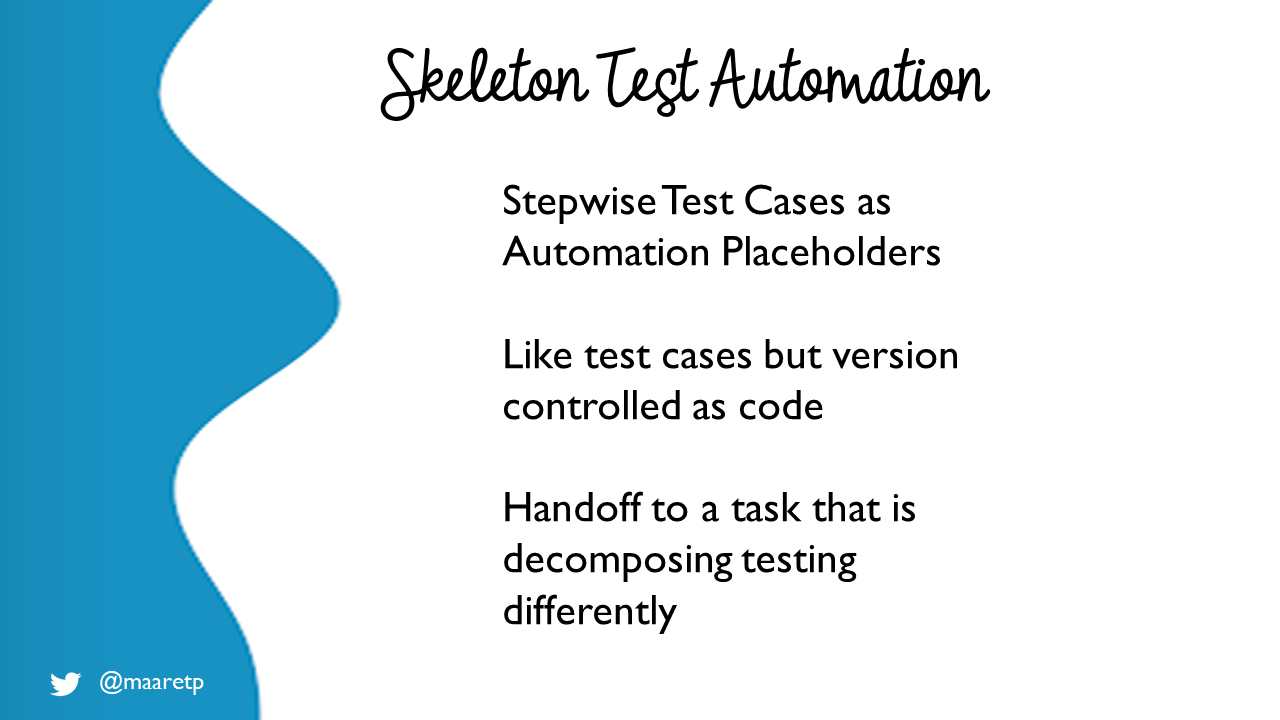 Skeleton Test Automation
Stepwise Test Cases as
Automation Placeholders
Like test cases but version
controlled as code
Handoff to a task that is
decomposing testing
differently
@maaretp